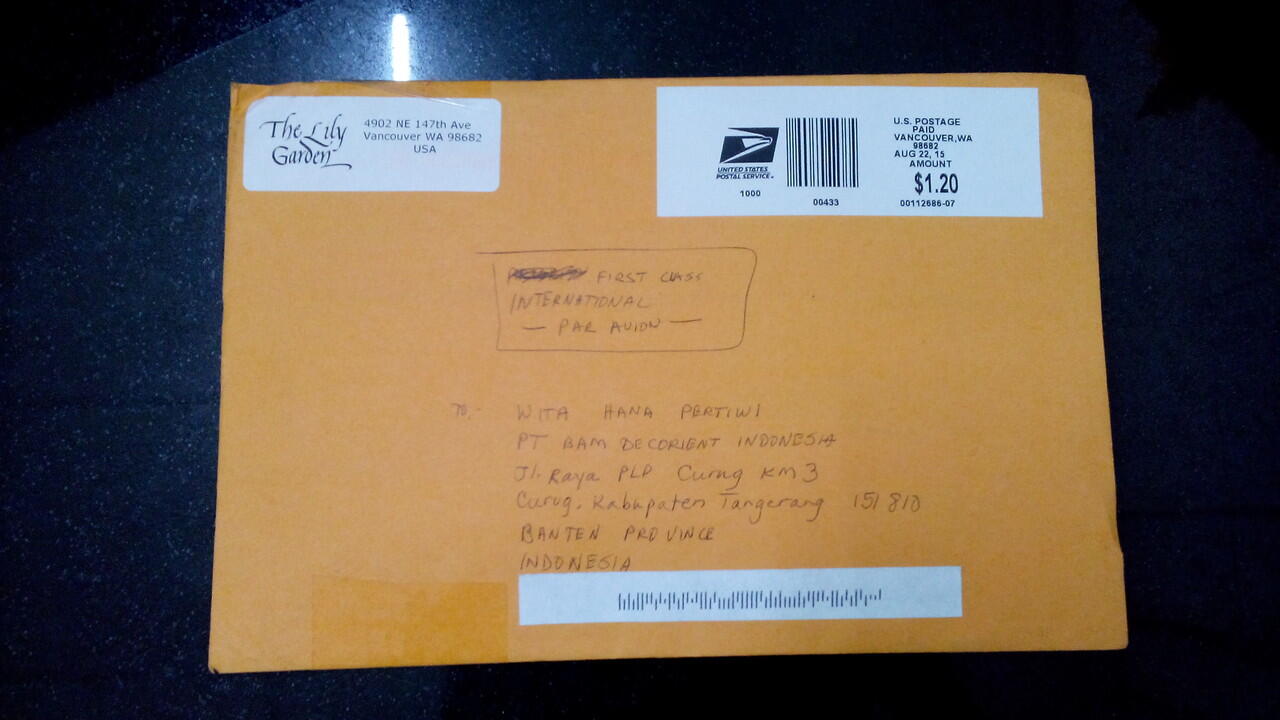 The Lily
Garden
4902 NE 147th Ave
Vancouver WA 98682
USA
UNITED STATES
POSTAL SERVICE®
1000
00433
U.S. POSTAGE
PAID
VANCOUVER,WA
98682
AUG 22, 15
AMOUNT
$1.20
00112686-07
FIRST CLASS
INTERNATIONAL
— PAR AVION —
TO:- WITA HANA PERTIWI
PT BAM DECORIENT INDONESIA
Jl. Raya PLP Curug KM 3
Curug, Kabupaten Tangerang 151810
BANTEN PROVINCE
INDONESIA